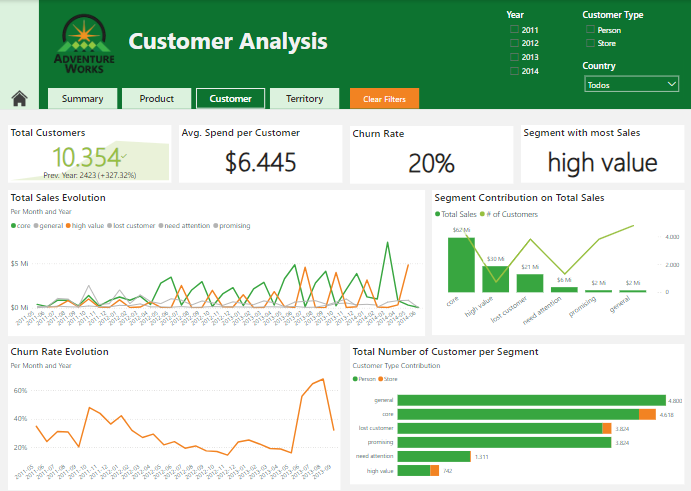 ADVENTURE
WORKS
Customer Analysis
Year
2011
2012
2013
2014
Customer Type
Person
Store
Country
Todos
Summary
Product
Customer
Territory
Clear Filters
Total Customers
10.354
Prev. Year: 2423 (+327.32%)
Avg. Spend per Customer
$6.445
Churn Rate
20%
Segment with most Sales
high value
Total Sales Evolution
Per Month and Year
core general high value lost customer need attention promising
$5 Mi
$0 Mi
Segment Contribution on Total Sales
Total Sales # of Customers
$62 Mi
$30 Mi
$21 Mi
$6 Mi
$2 Mi
$2 Mi
4.000
2.000
0
core
high value
lost customer
need attention
promising
general
Churn Rate Evolution
Per Month and Year
60%
40%
20%
Total Number of Customer per Segment
Customer Type Contribution
Person Store
general 4.800
core 4.618
lost customer 3.824
promising 3.824
need attention 1.311
high value 742